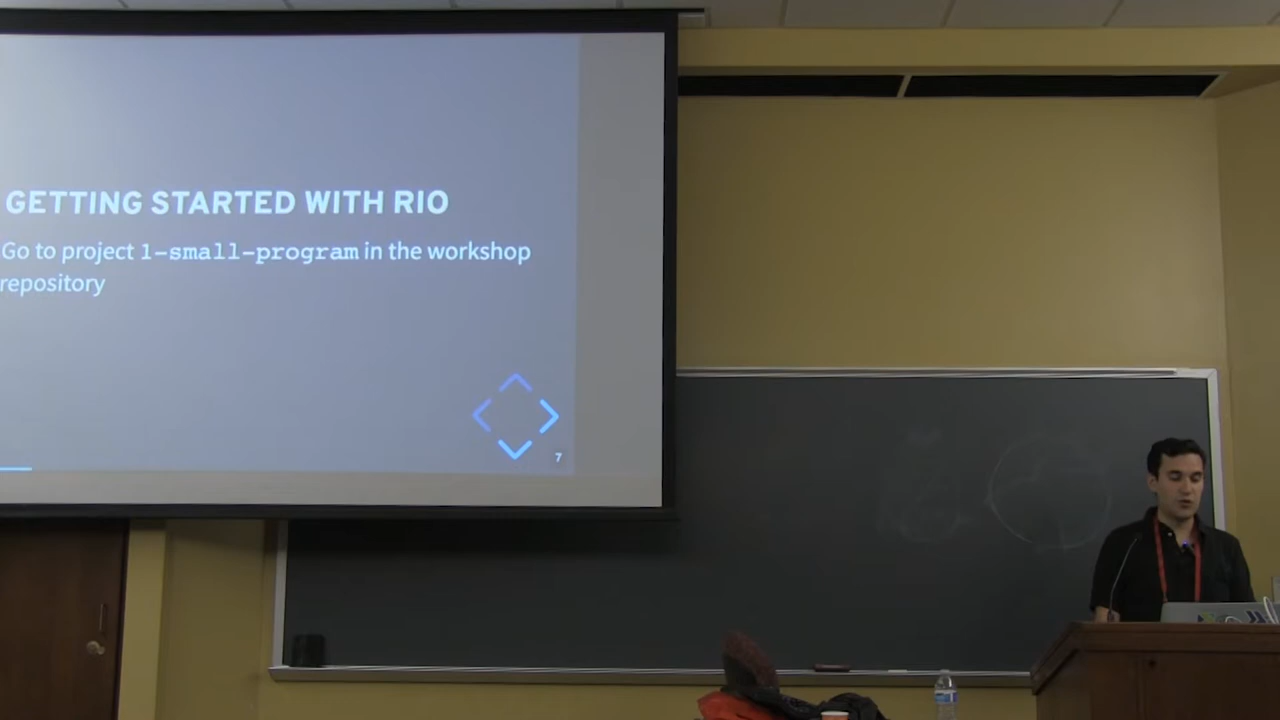 GETTING STARTED WITH RIO
Go to project 1-small-program in the workshop
repository
7